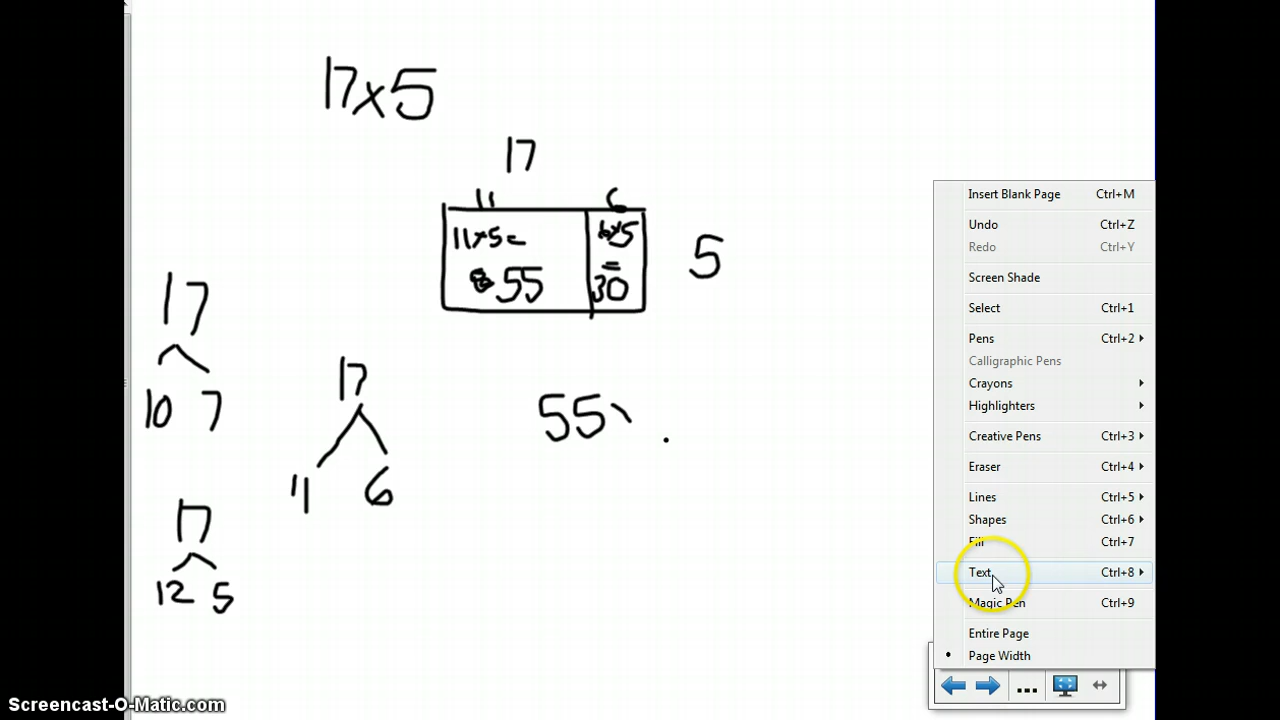 17x5
17
11 6
11x5= 6x5
55 =
30
5
17
10 7
17
11 6
55
17
12 5
Insert Blank Page Ctrl+M
Undo Ctrl+Z
Redo Ctrl+Y
Screen Shade
Select Ctrl+1
Pens Ctrl+2
Calligraphic Pens
Crayons
Highlighters
Creative Pens Ctrl+3
Eraser Ctrl+4
Lines Ctrl+5
Shapes Ctrl+6
Fill Ctrl+7
Text Ctrl+8
Magic Pen Ctrl+9
Entire Page
Page Width
...
Screencast-O-Matic.com